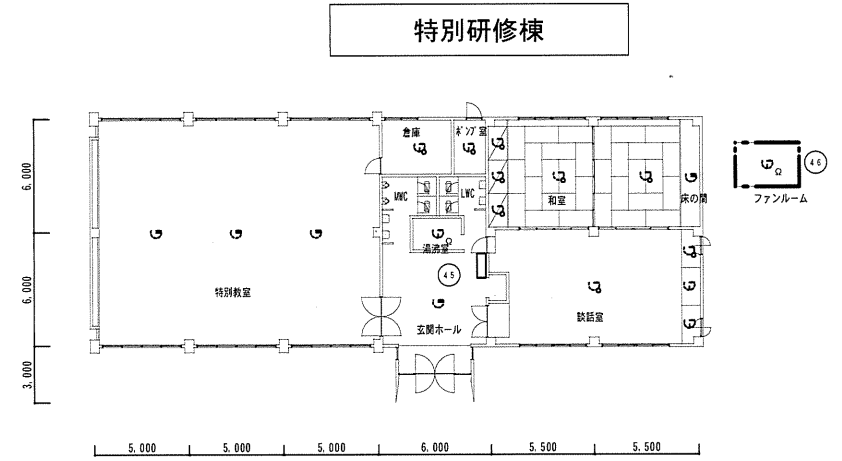 特別研修棟
倉庫
ポンプ室
MWC
LWC
和室
床の間
46
Ω
ファンルーム
6,000
湯沸室
Ω
45
特別教室
玄関ホール
談話室
6,000
3,000
5,000 5,000 5,000 6,000 5,500 5,500